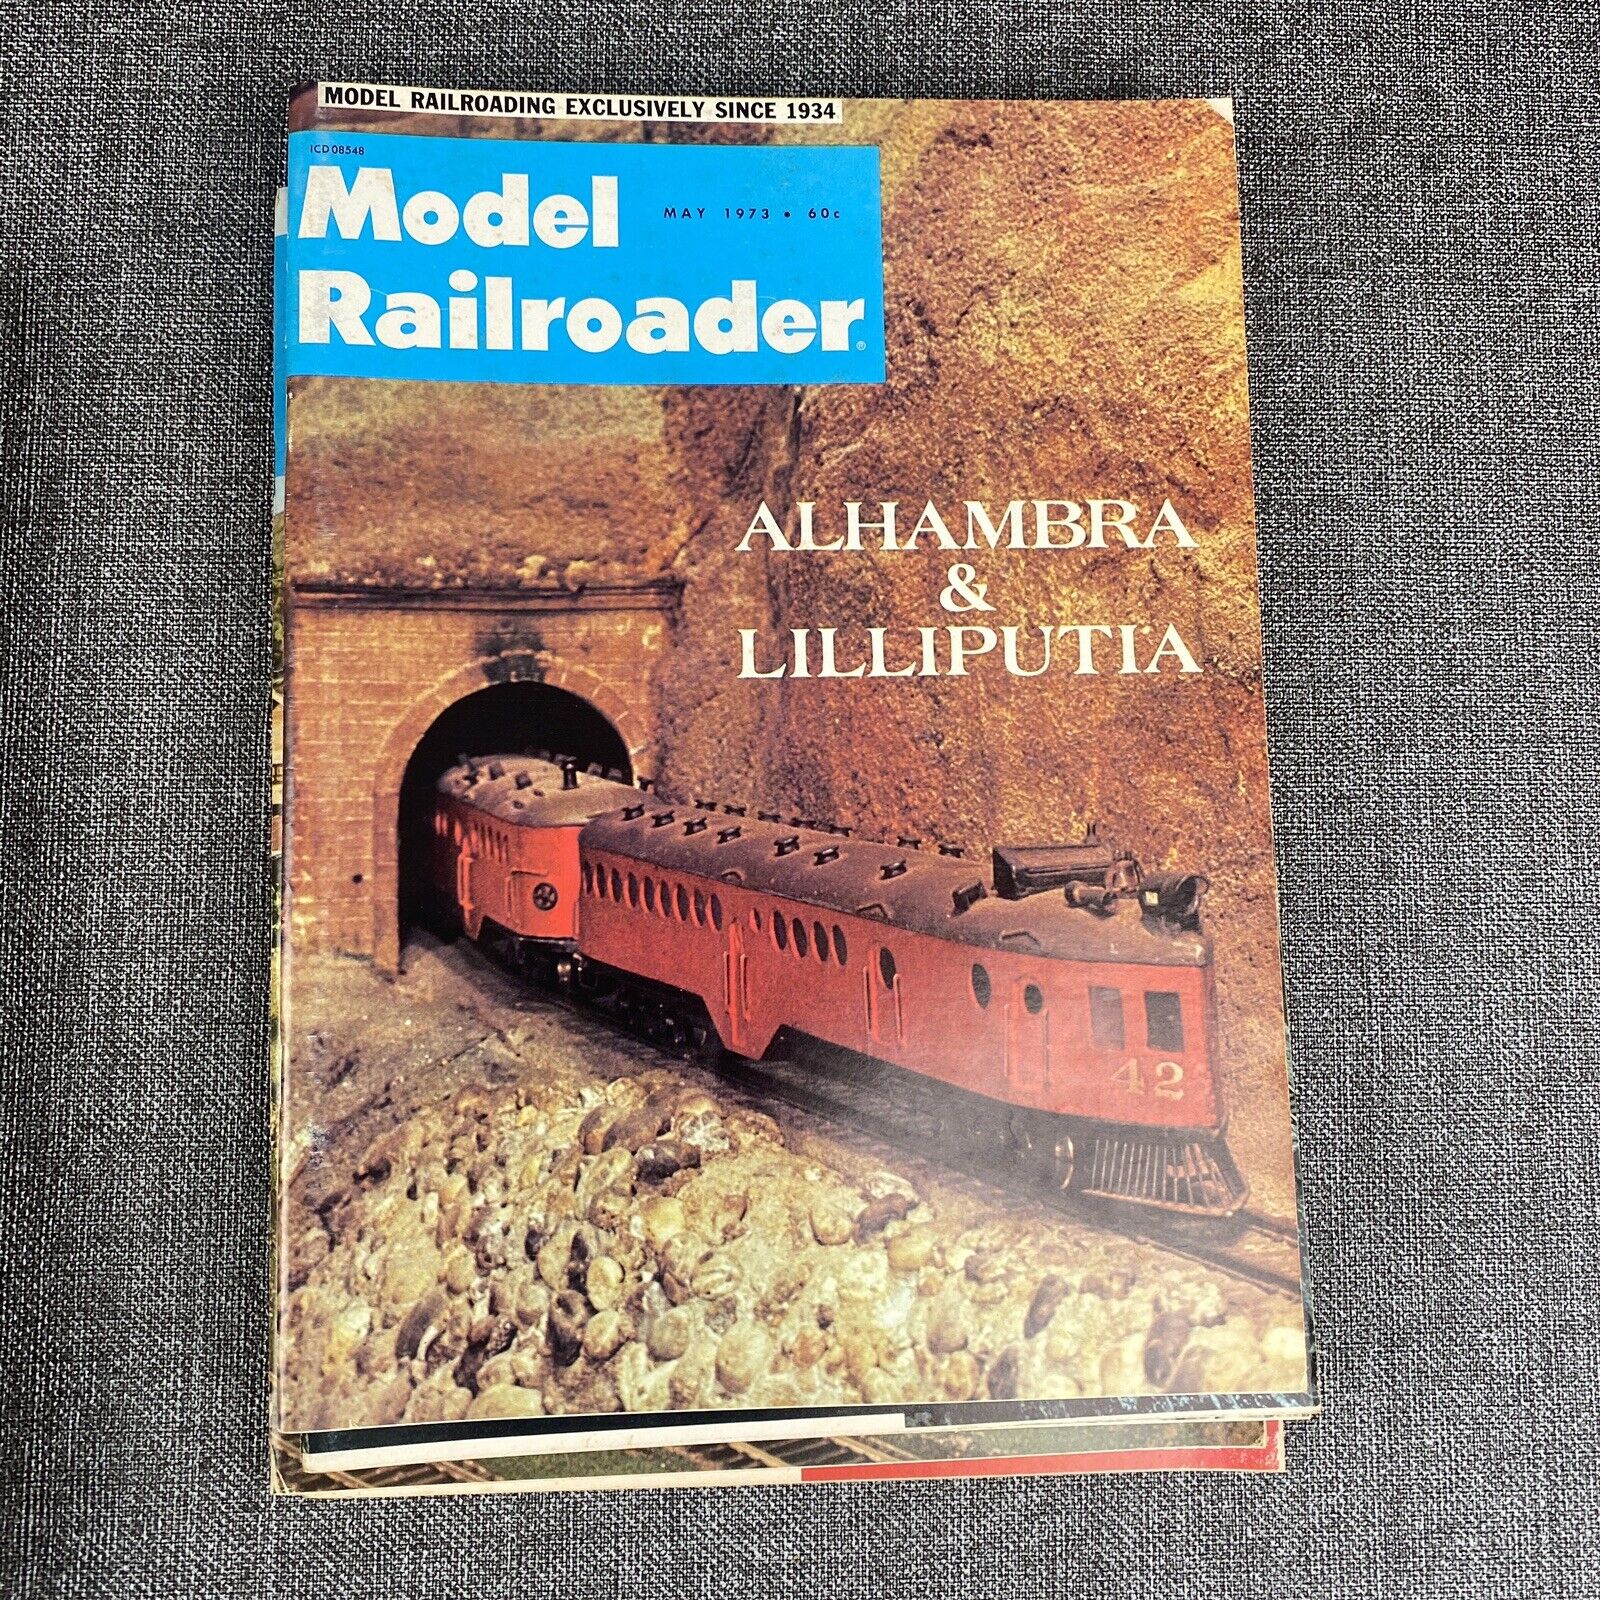 MODEL RAILROADING EXCLUSIVELY SINCE 1934
ICD 08548
Model
MAY 1973 • 60c
Railroader®
ALHAMBRA
&
LILLIPUTIA
42